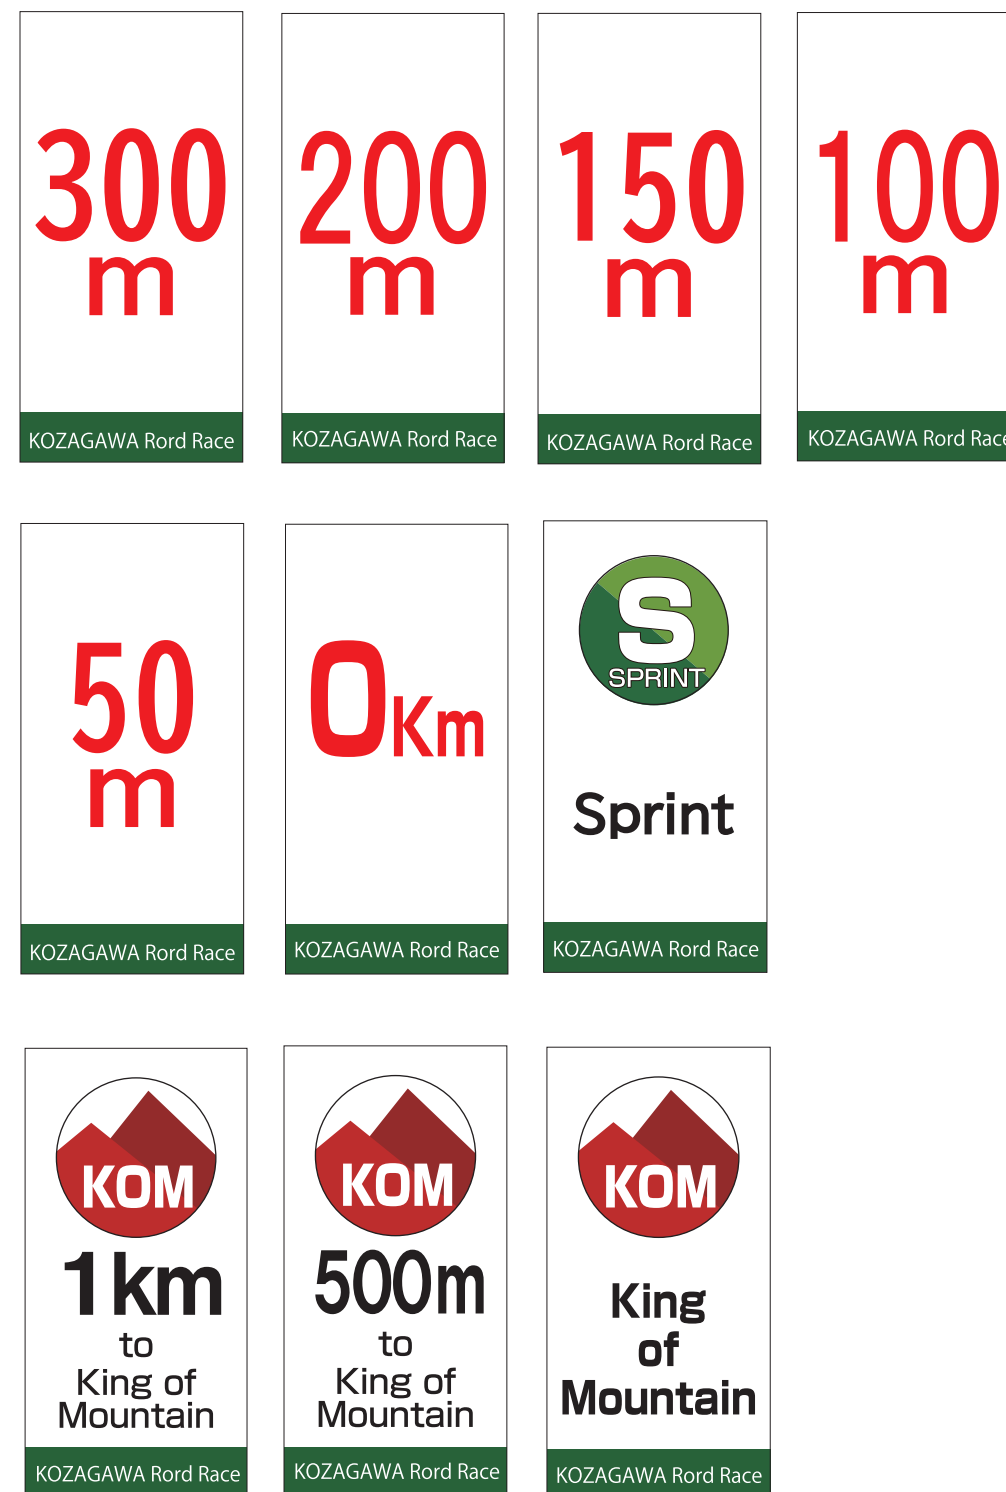 300
m
KOZAGAWA Rord Race
200
m
KOZAGAWA Rord Race
150
m
KOZAGAWA Rord Race
100
m
KOZAGAWA Rord Race
50
m
KOZAGAWA Rord Race
0Km
KOZAGAWA Rord Race
S
SPRINT
Sprint
KOZAGAWA Rord Race
KOM
1km
to
King of
Mountain
KOZAGAWA Rord Race
KOM
500m
to
King of
Mountain
KOZAGAWA Rord Race
KOM
King
of
Mountain
KOZAGAWA Rord Race